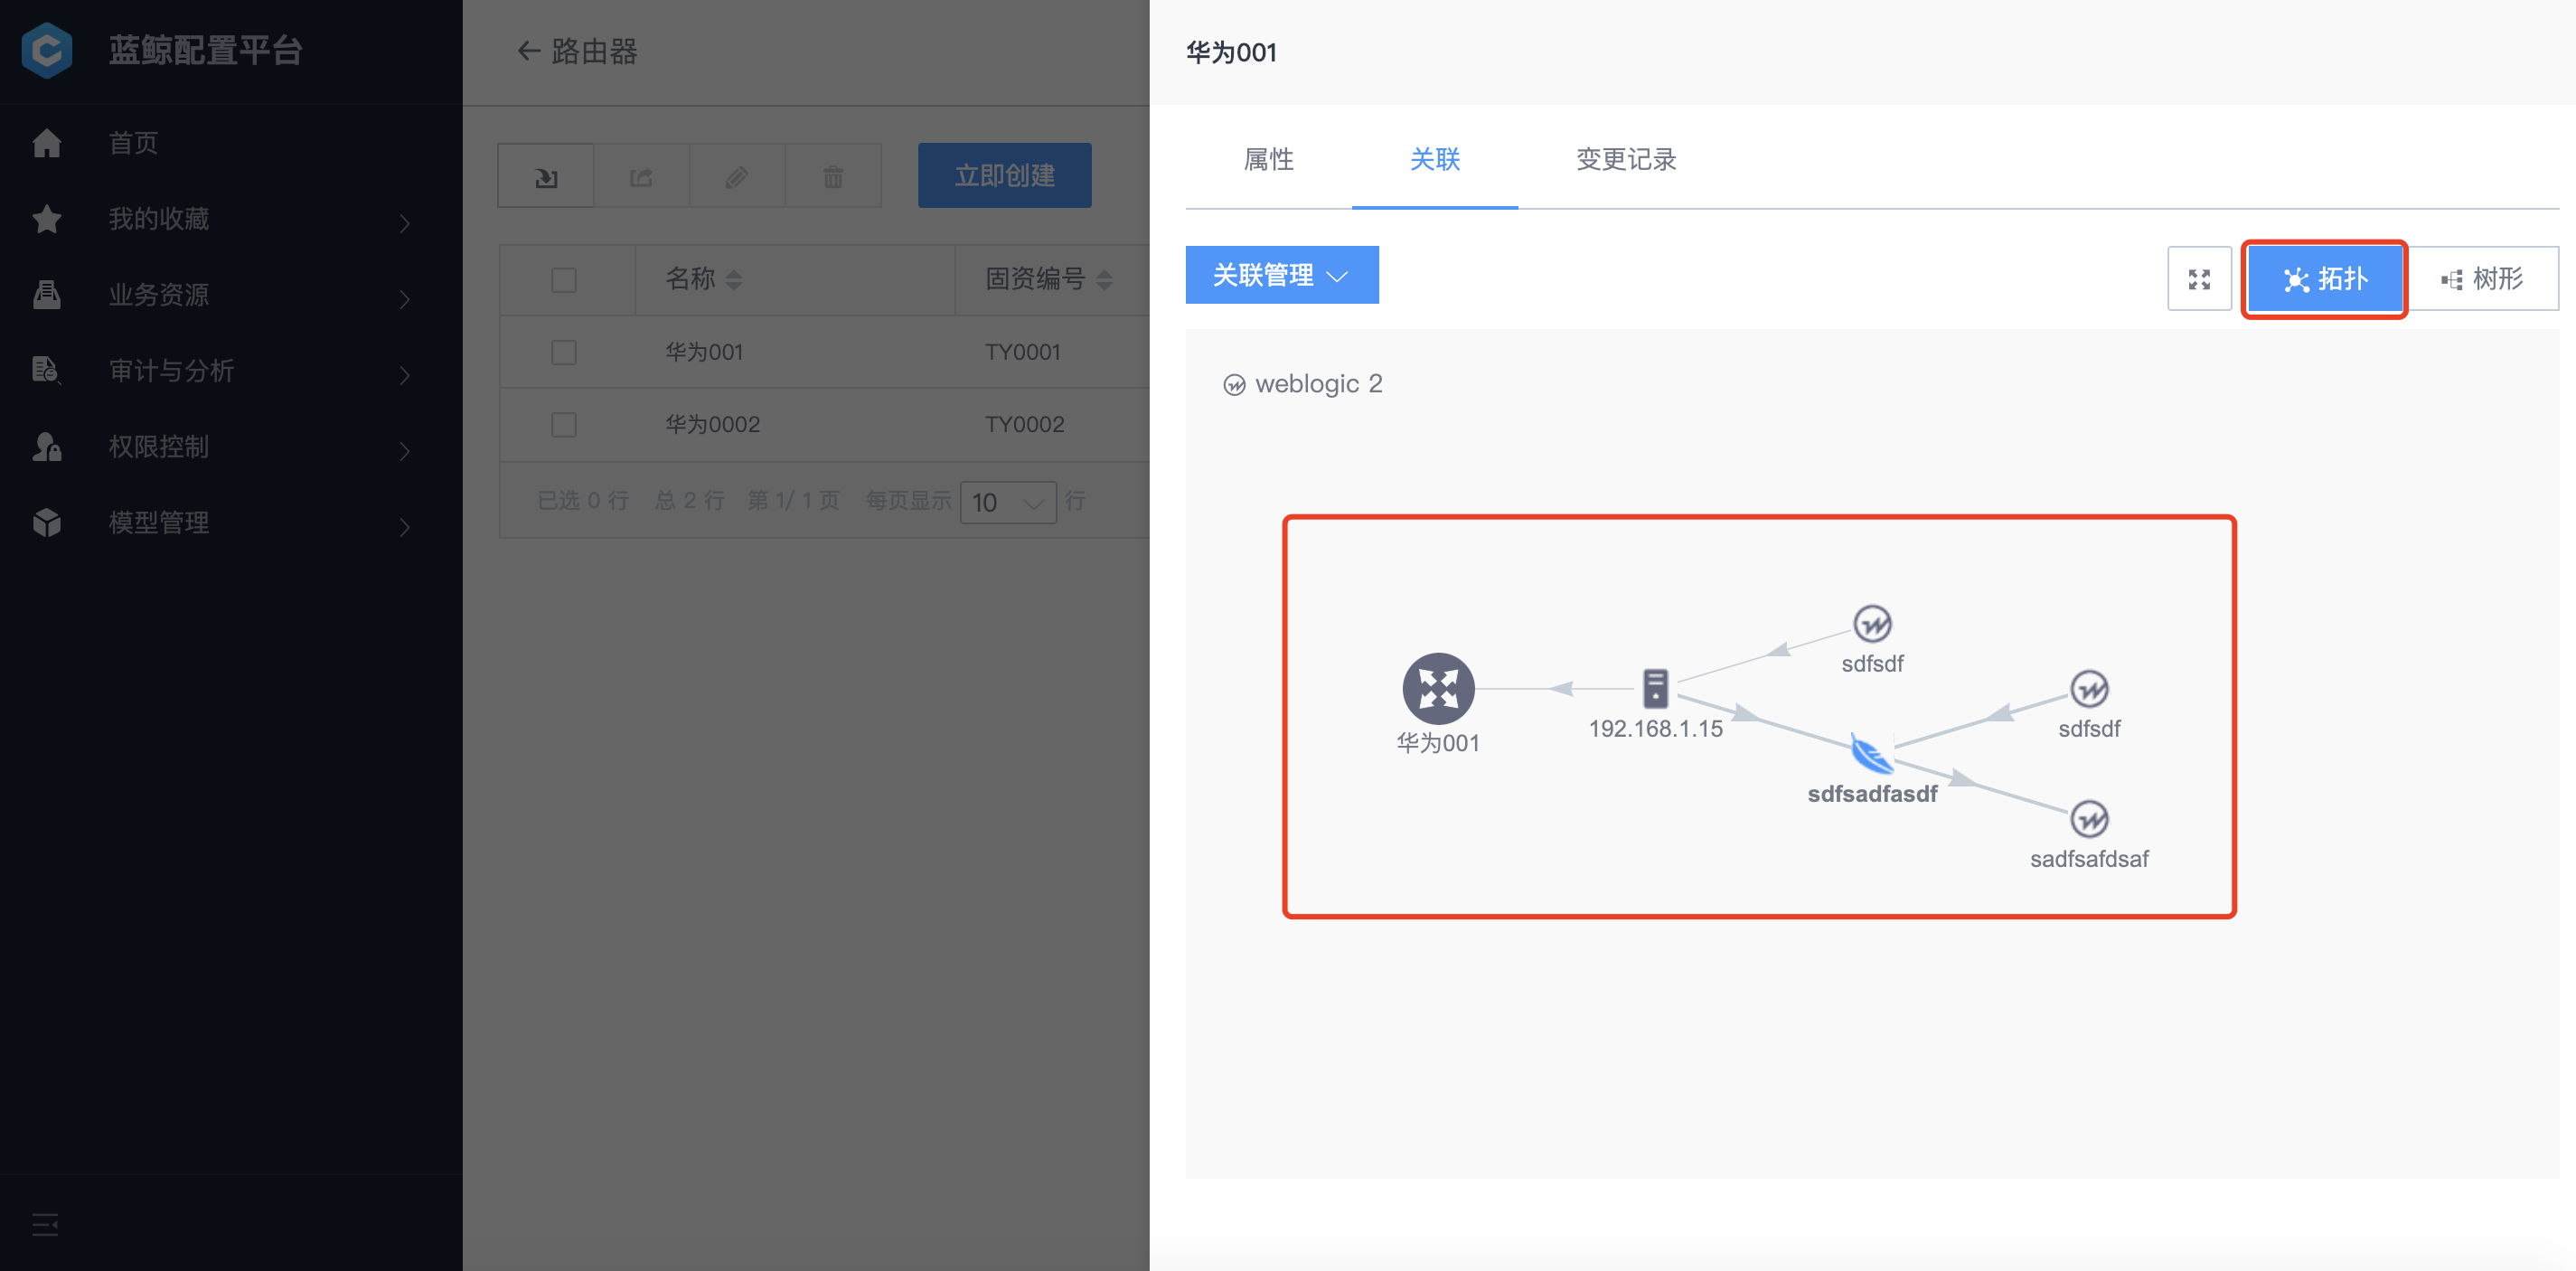 蓝鲸配置平台
首页
我的收藏
业务资源
审计与分析
权限控制
模型管理
路由器
立即创建
名称 固资编号
华为001 TY0001
华为0002 TY0002
已选 0 行 总 2 行 第 1/ 1 页 每页显示 10 行
华为001
属性 关联 变更记录
关联管理 拓扑 树形
weblogic 2
sdfsdf
华为001
192.168.1.15
sdfsdf
sdfsadfasdf
sadfsafdsaf